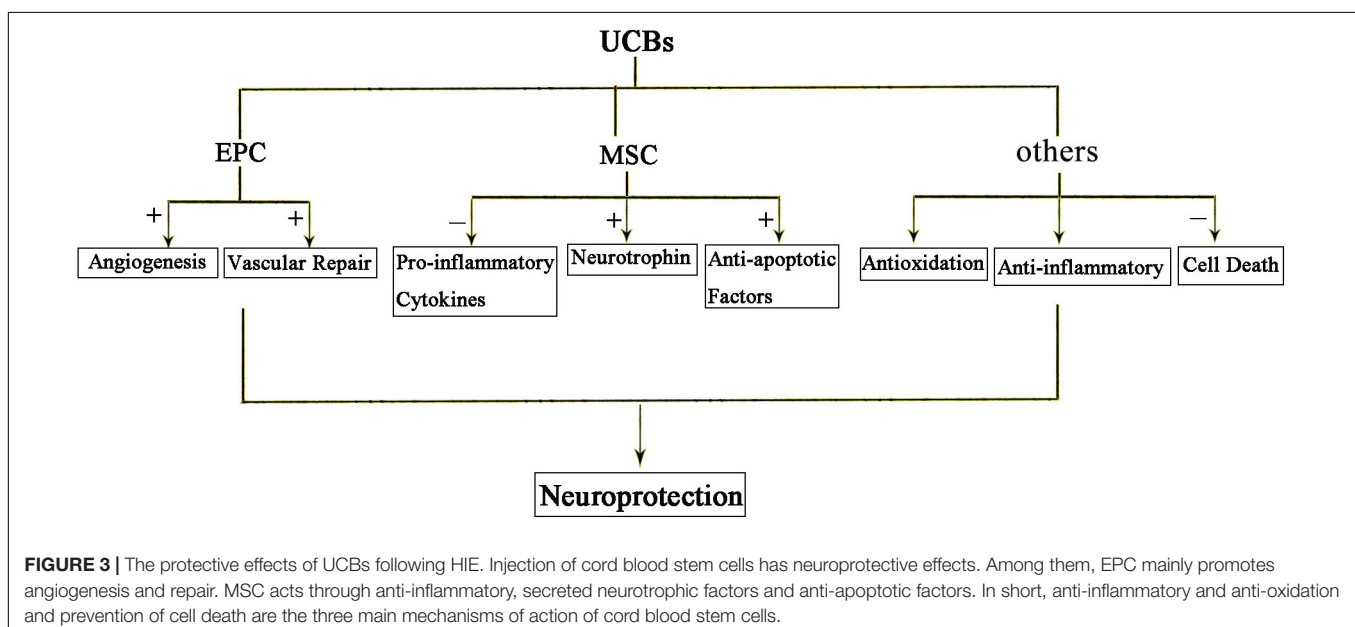 UCBs
EPC
MSC
others
+
+
–
+
+
–
Angiogenesis
Vascular Repair
Pro-inflammatory
Cytokines
Neurotrophin
Anti-apoptotic
Factors
Antioxidation
Anti-inflammatory
Cell Death
Neuroprotection
FIGURE 3 | The protective effects of UCBs following HIE. Injection of cord blood stem cells has neuroprotective effects. Among them, EPC mainly promotes
angiogenesis and repair. MSC acts through anti-inflammatory, secreted neurotrophic factors and anti-apoptotic factors. In short, anti-inflammatory and anti-oxidation
and prevention of cell death are the three main mechanisms of action of cord blood stem cells.